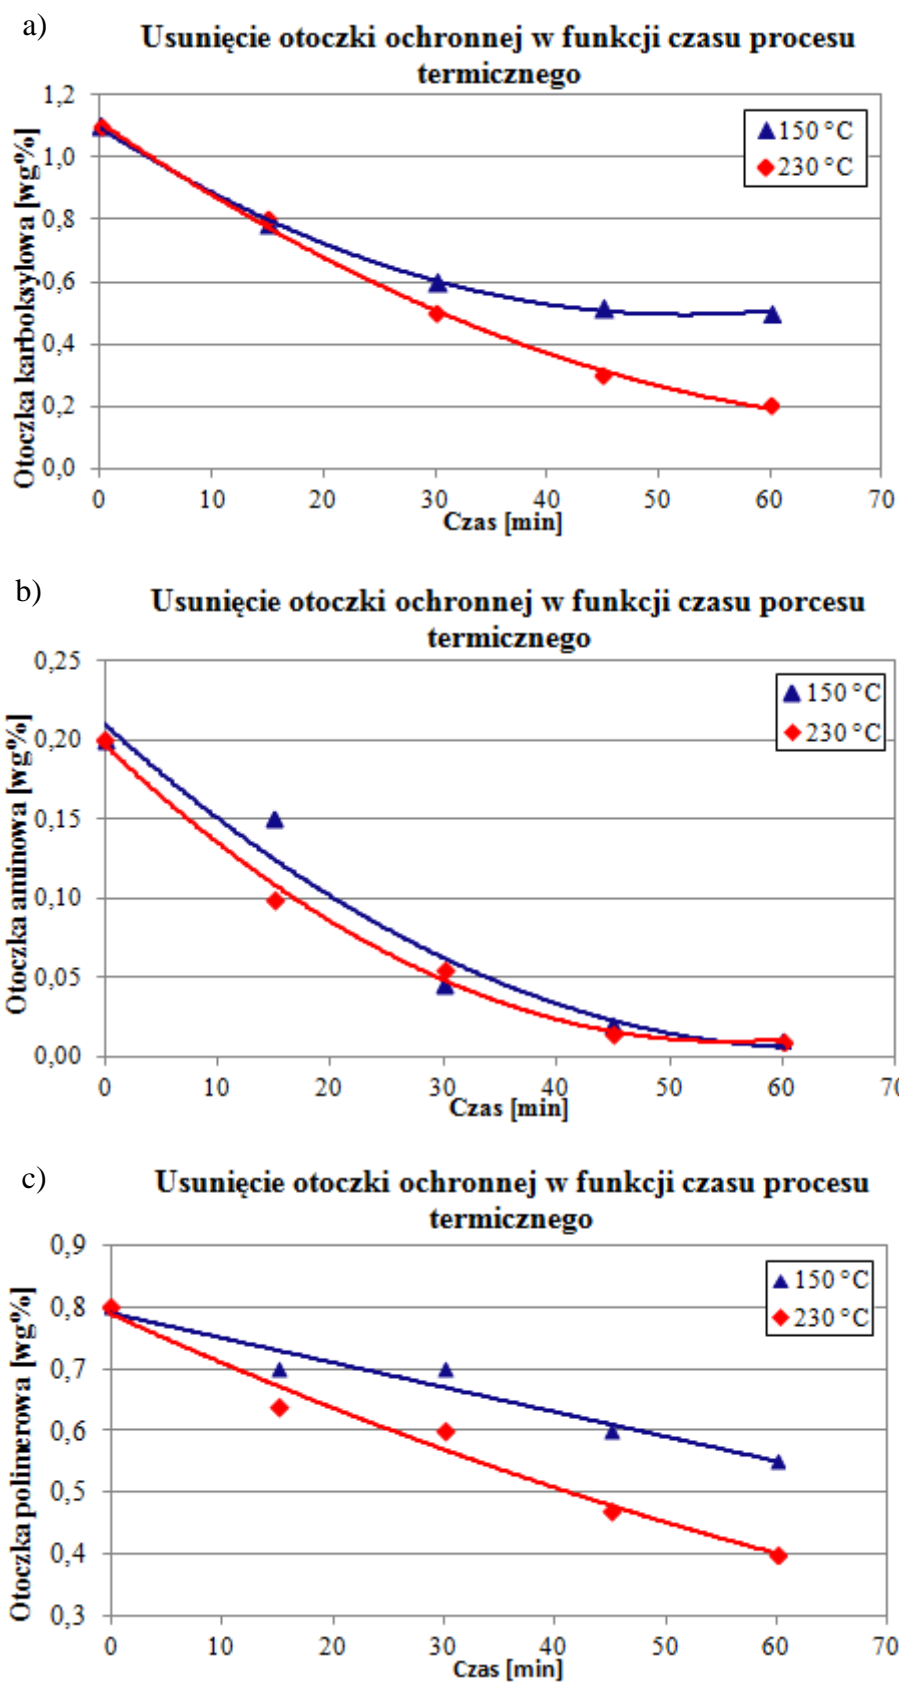 a)
Usunięcie otoczki ochronnej w funkcji czasu procesu
termicznego
Otoczka karboksylowa [wg%]
1,2
1,0
0,8
0,6
0,4
0,2
0,0
150 °C
230 °C
0 10 20 30 40 50 60 70
Czas [min]
b)
Usunięcie otoczki ochronnej w funkcji czasu porcesu
termicznego
Otoczka aminowa [wg%]
0,25
0,20
0,15
0,10
0,05
0,00
150 °C
230 °C
0 10 20 30 40 50 60 70
Czas [min]
c)
Usunięcie otoczki ochronnej w funkcji czasu procesu
termicznego
Otoczka polimerowa [wg%]
0,9
0,8
0,7
0,6
0,5
0,4
0,3
150 °C
230 °C
0 10 20 30 40 50 60 70
Czas [min]